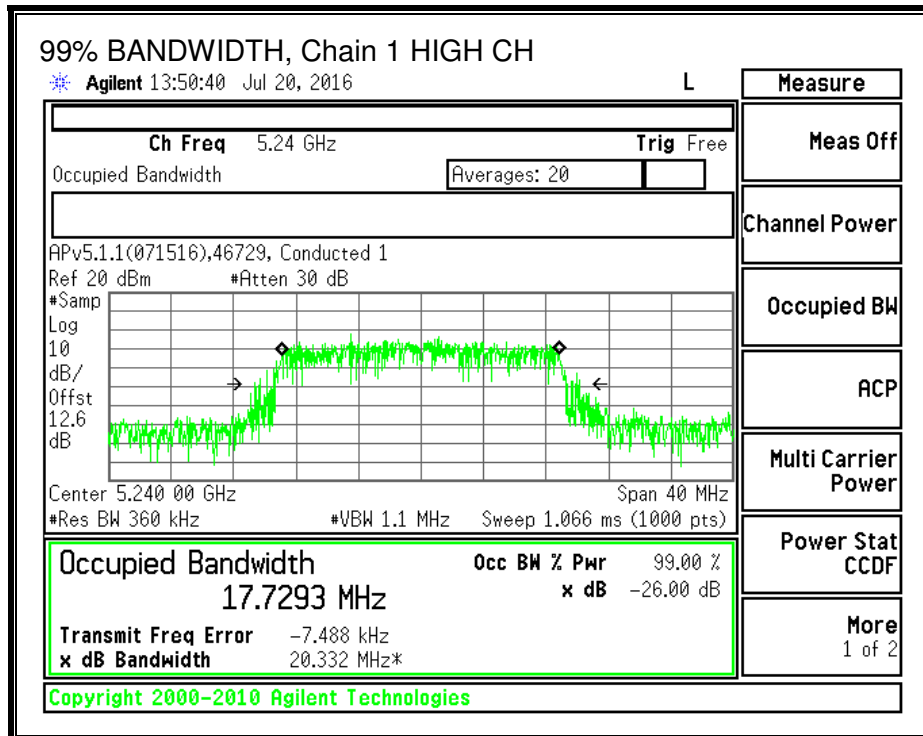 99% BANDWIDTH, Chain 1 HIGH CH
Agilent 13:50:40 Jul 20, 2016 L
Measure
Ch Freq 5.24 GHz Trig Free
Meas Off
Occupied Bandwidth Averages: 20
Channel Power
APv5.1.1(071516),46729, Conducted 1
Ref 20 dBm #Atten 30 dB
#Samp
Log
10
dB/
Offst
12.6
dB
Occupied BW
ACP
Multi Carrier
Power
Center 5.240 00 GHz Span 40 MHz
#Res BW 360 kHz #VBW 1.1 MHz Sweep 1.066 ms (1000 pts)
Power Stat
CCDF
Occupied Bandwidth Occ BW % Pwr 99.00 %
17.7293 MHz x dB -26.00 dB
Transmit Freq Error -7.488 kHz
x dB Bandwidth 20.332 MHz*
More
1 of 2
Copyright 2000-2010 Agilent Technologies